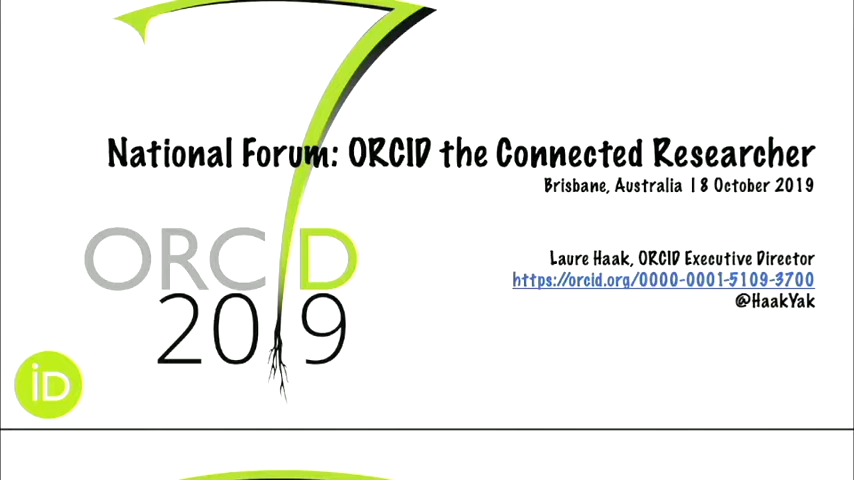 National Forum: ORCID the Connected Researcher
Brisbane, Australia | 8 October 2019
Laure Haak, ORCID Executive Director
https://orcid.org/0000-0001-5109-3700
@HaakYak
ORCID
2019
iD